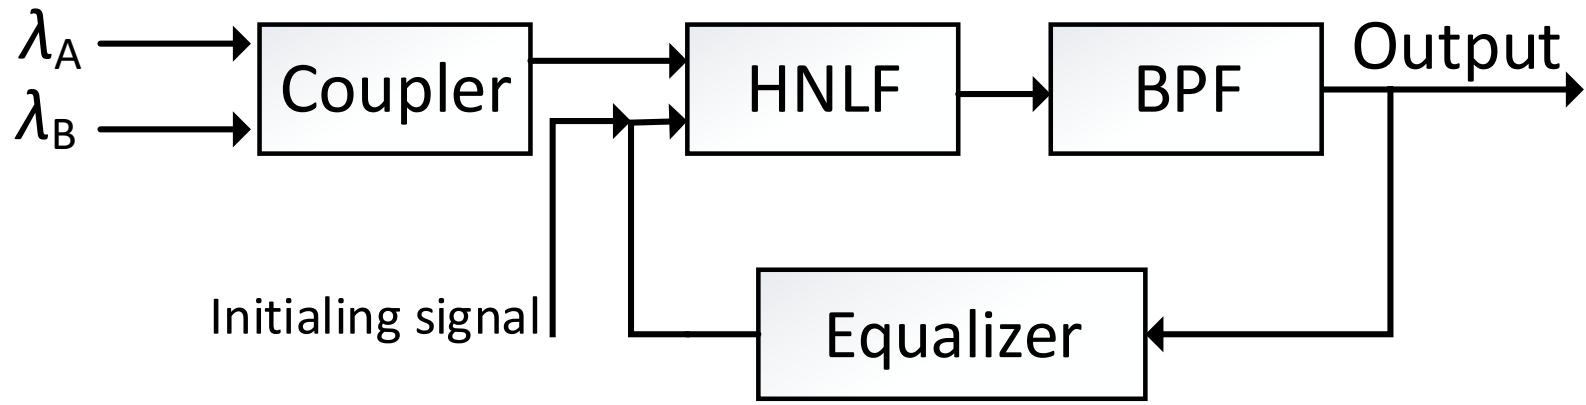 λA
λB
Coupler
HNLF
BPF
Output
Initialing signal
Equalizer